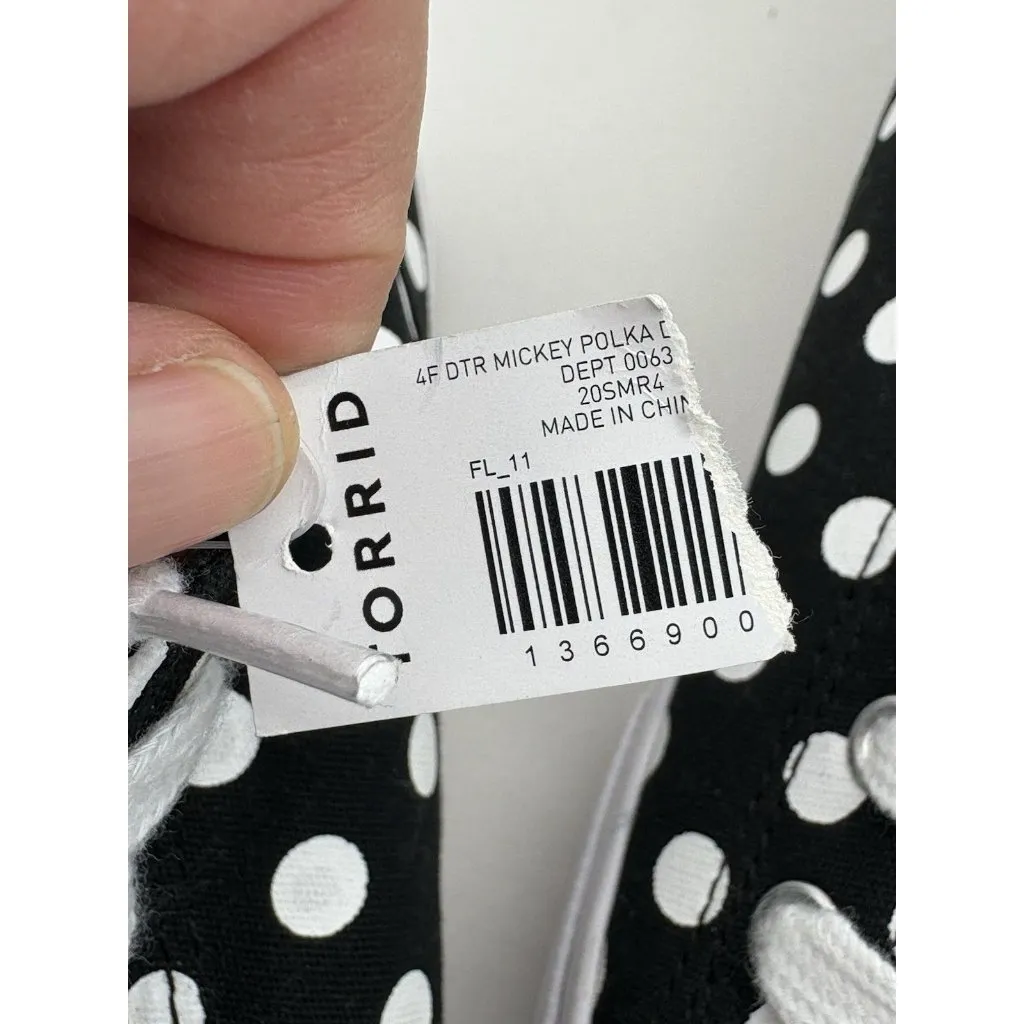 TORRID
4F DTR MICKEY POLKA D
DEPT 0063
20SMR4
MADE IN CHIN
FL_11
1366900